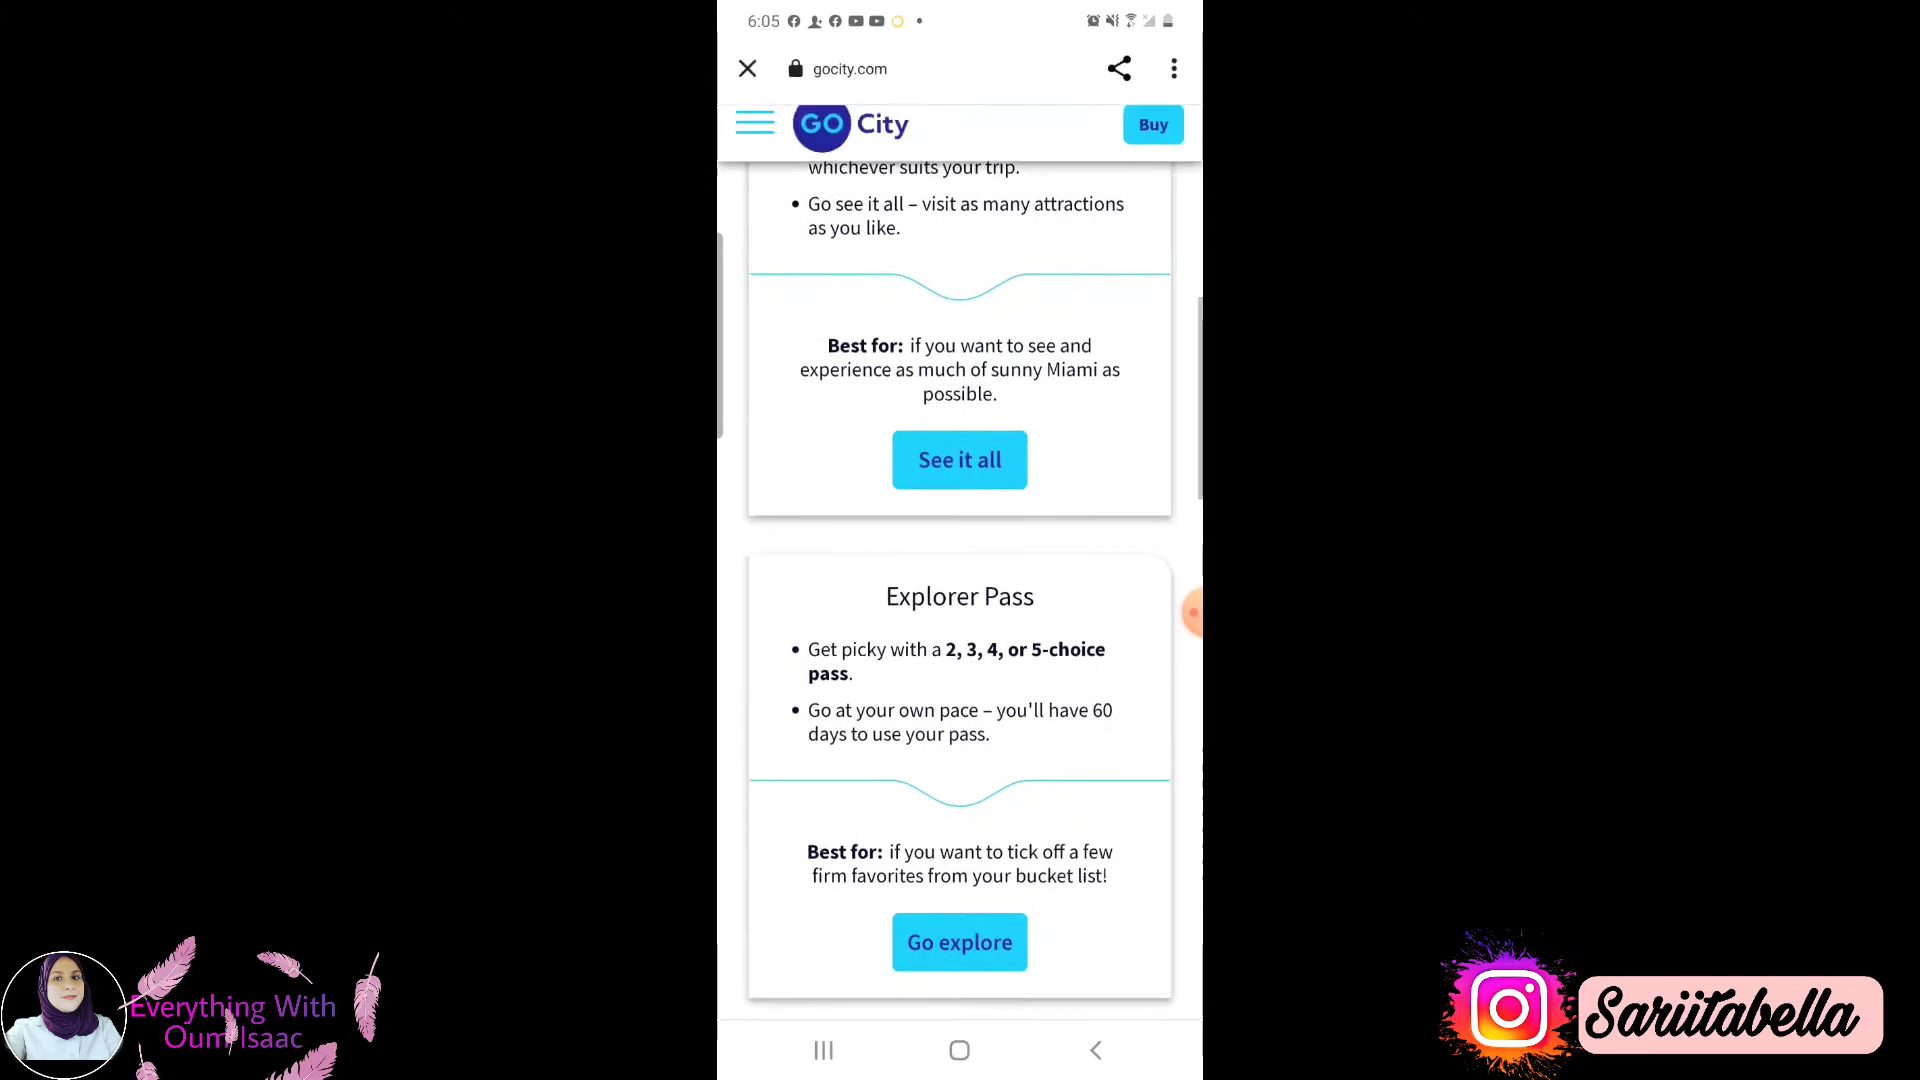 6:05
gocity.com
GO City
Buy
whichever suits your trip.
• Go see it all – visit as many attractions
as you like.
Best for: if you want to see and
experience as much of sunny Miami as
possible.
See it all
Explorer Pass
• Get picky with a 2, 3, 4, or 5-choice
pass.
• Go at your own pace – you'll have 60
days to use your pass.
Best for: if you want to tick off a few
firm favorites from your bucket list!
Go explore
Everything With
Oum Isaac
Sariitabella